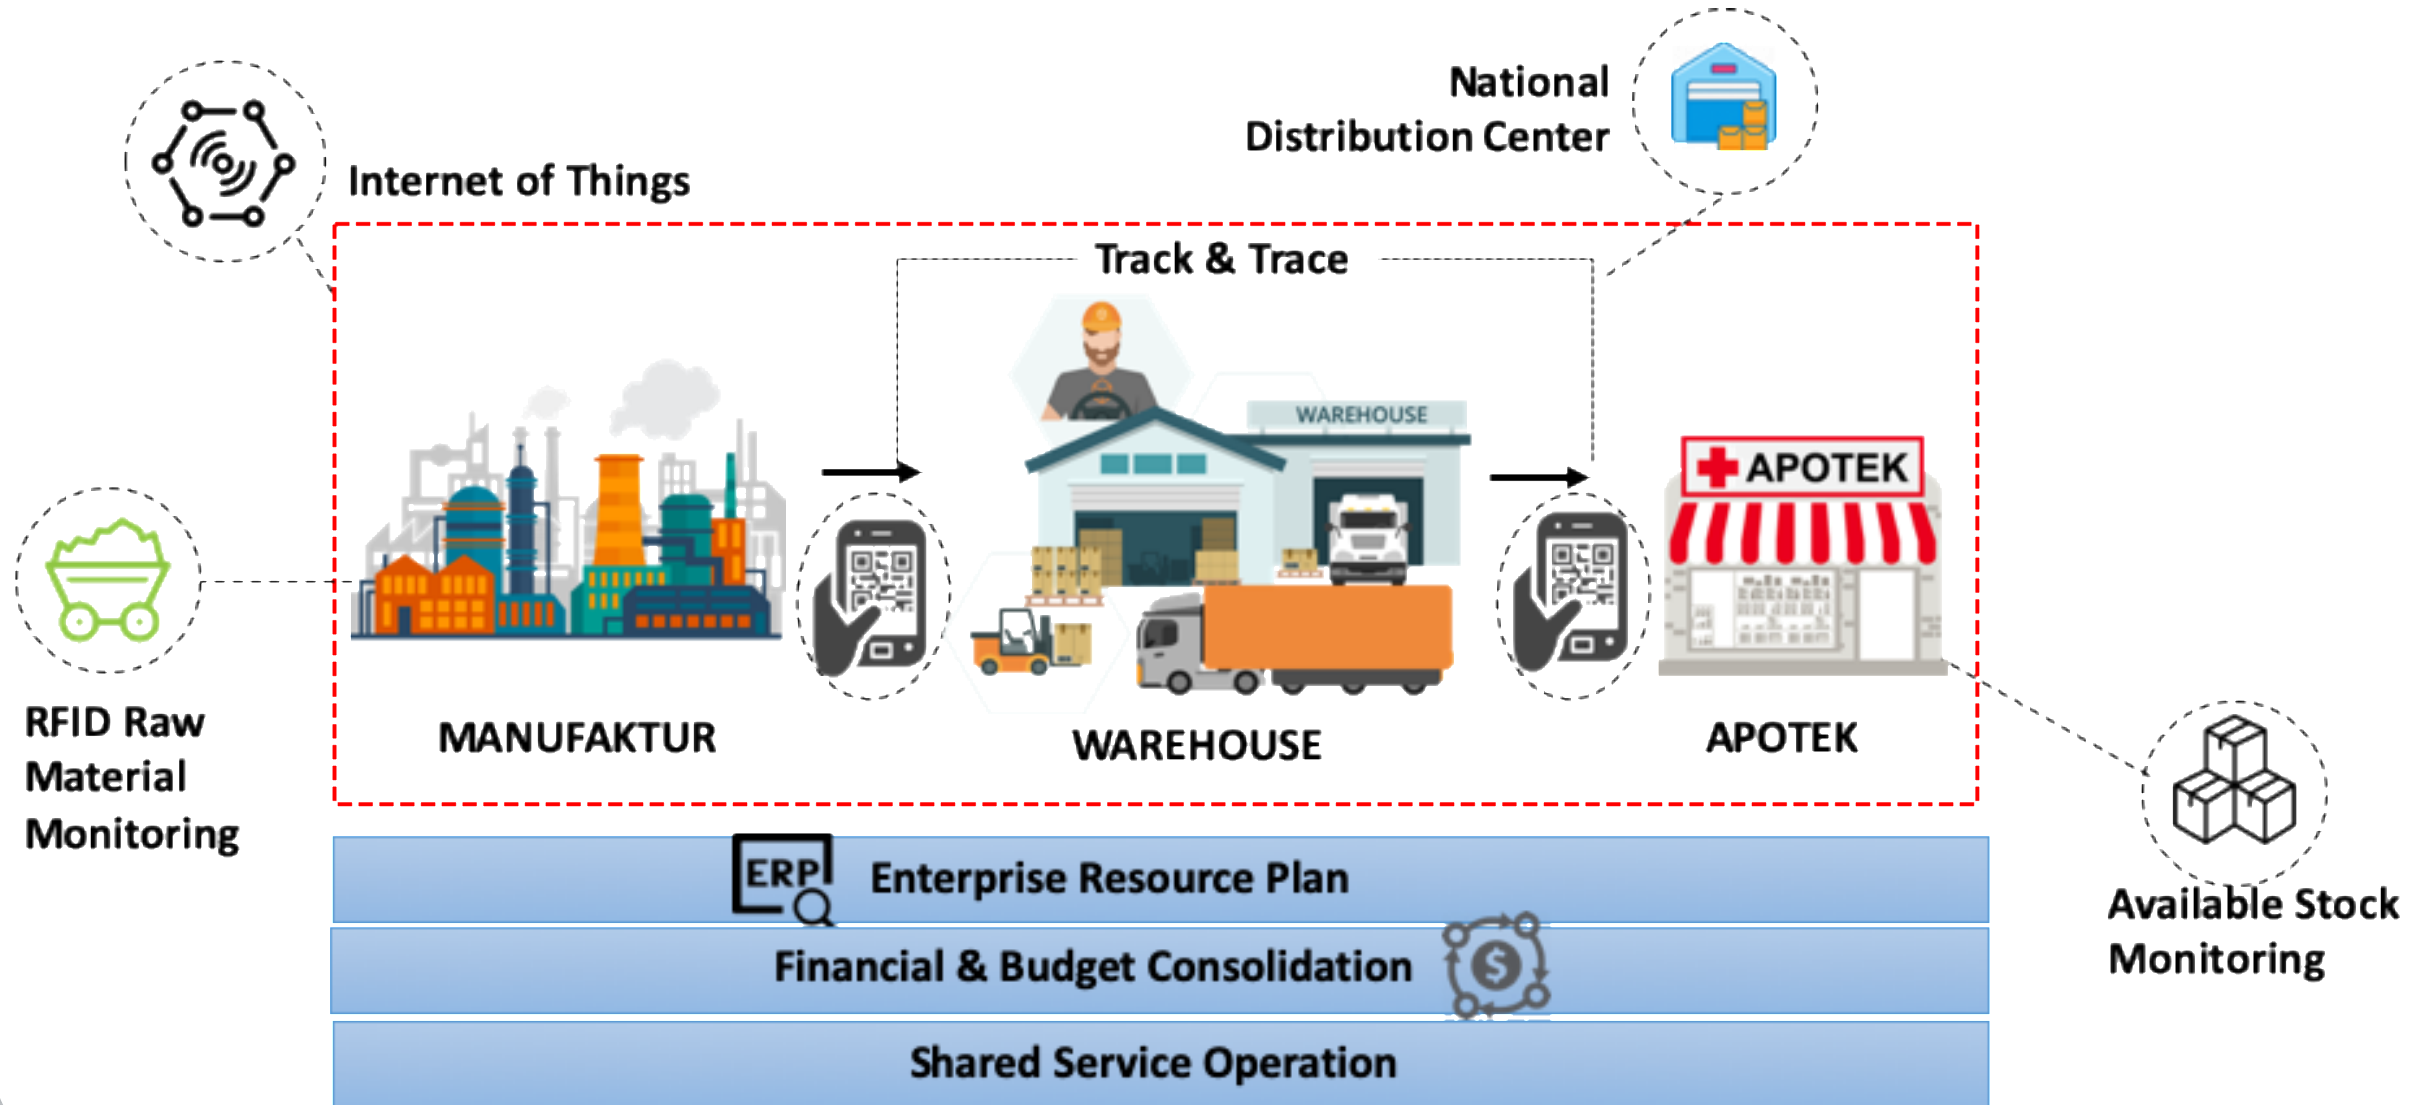 National
Distribution Center
Internet of Things
Track & Trace
WAREHOUSE
APOTEK
MANUFAKTUR
WAREHOUSE
APOTEK
RFID Raw
Material
Monitoring
ERP
Enterprise Resource Plan
Available Stock
Monitoring
Financial & Budget Consolidation
$
Shared Service Operation